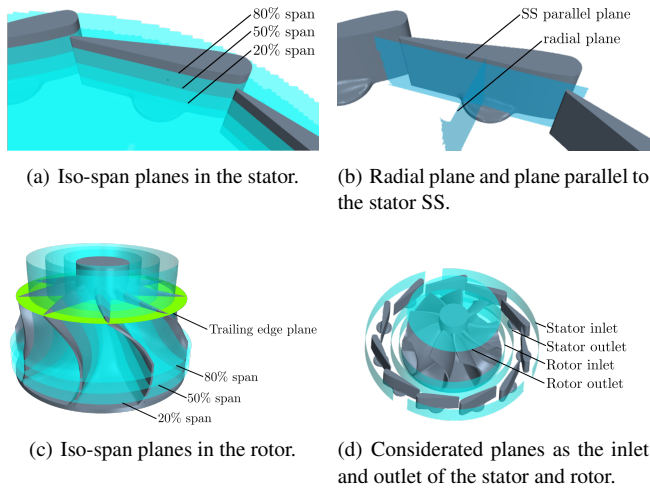 80% span
50% span
20% span
SS parallel plane
radial plane
(a) Iso-span planes in the stator.
(b) Radial plane and plane parallel to
the stator SS.
Trailing edge plane
80% span
50% span
20% span
Stator inlet
Stator outlet
Rotor inlet
Rotor outlet
(c) Iso-span planes in the rotor.
(d) Considerated planes as the inlet
and outlet of the stator and rotor.